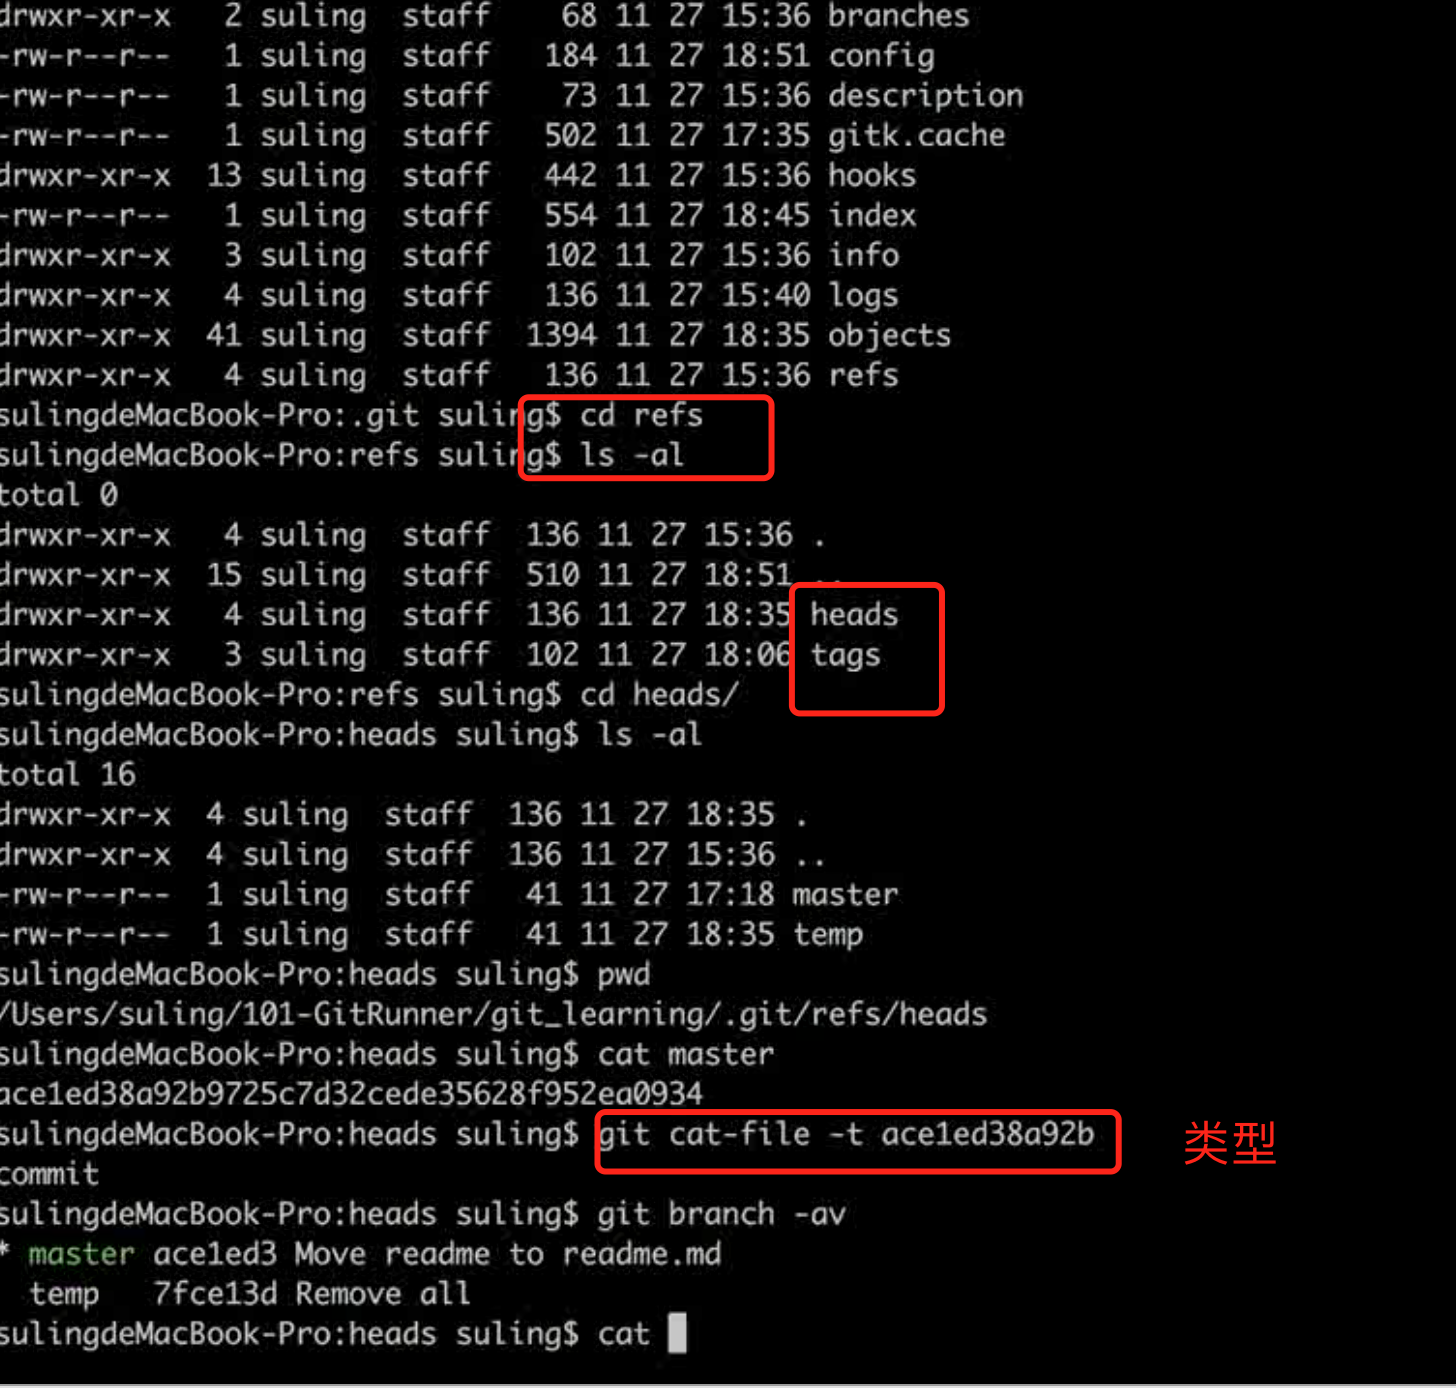 drwxr-xr-x   2 suling  staff    68 11 27 15:36 branches
-rw-r--r--   1 suling  staff   184 11 27 18:51 config
-rw-r--r--   1 suling  staff    73 11 27 15:36 description
-rw-r--r--   1 suling  staff   502 11 27 17:35 gitk.cache
drwxr-xr-x  13 suling  staff   442 11 27 15:36 hooks
-rw-r--r--   1 suling  staff   554 11 27 18:45 index
drwxr-xr-x   3 suling  staff   102 11 27 15:36 info
drwxr-xr-x   4 suling  staff   136 11 27 15:40 logs
drwxr-xr-x  41 suling  staff  1394 11 27 18:35 objects
drwxr-xr-x   4 suling  staff   136 11 27 15:36 refs
sulingdeMacBook-Pro:.git suling$ cd refs
sulingdeMacBook-Pro:refs suling$ ls -al
total 0
drwxr-xr-x   4 suling  staff  136 11 27 15:36 .
drwxr-xr-x  15 suling  staff  510 11 27 18:51 ..
drwxr-xr-x   4 suling  staff  136 11 27 18:35 heads
drwxr-xr-x   3 suling  staff  102 11 27 18:06 tags
sulingdeMacBook-Pro:refs suling$ cd heads/
sulingdeMacBook-Pro:heads suling$ ls -al
total 16
drwxr-xr-x  4 suling  staff  136 11 27 18:35 .
drwxr-xr-x  4 suling  staff  136 11 27 15:36 ..
-rw-r--r--  1 suling  staff   41 11 27 17:18 master
-rw-r--r--  1 suling  staff   41 11 27 18:35 temp
sulingdeMacBook-Pro:heads suling$ pwd
/Users/suling/101-GitRunner/git_learning/.git/refs/heads
sulingdeMacBook-Pro:heads suling$ cat master
ace1ed38a92b9725c7d32cede35628f952ea0934
sulingdeMacBook-Pro:heads suling$ git cat-file -t ace1ed38a92b 类型
commit
sulingdeMacBook-Pro:heads suling$ git branch -av
* master ace1ed3 Move readme to readme.md
  temp   7fce13d Remove all
sulingdeMacBook-Pro:heads suling$ cat